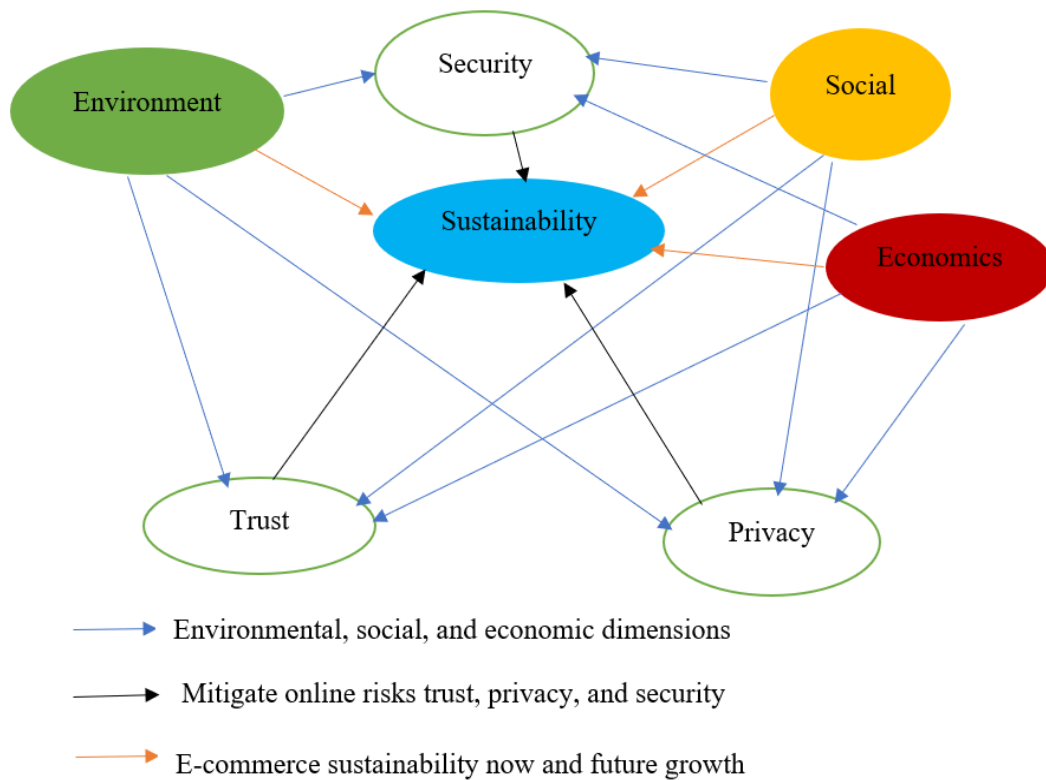 Security
Social
Environment
Sustainability
Economics
Trust
Privacy
Environmental, social, and economic dimensions
Mitigate online risks trust, privacy, and security
E-commerce sustainability now and future growth